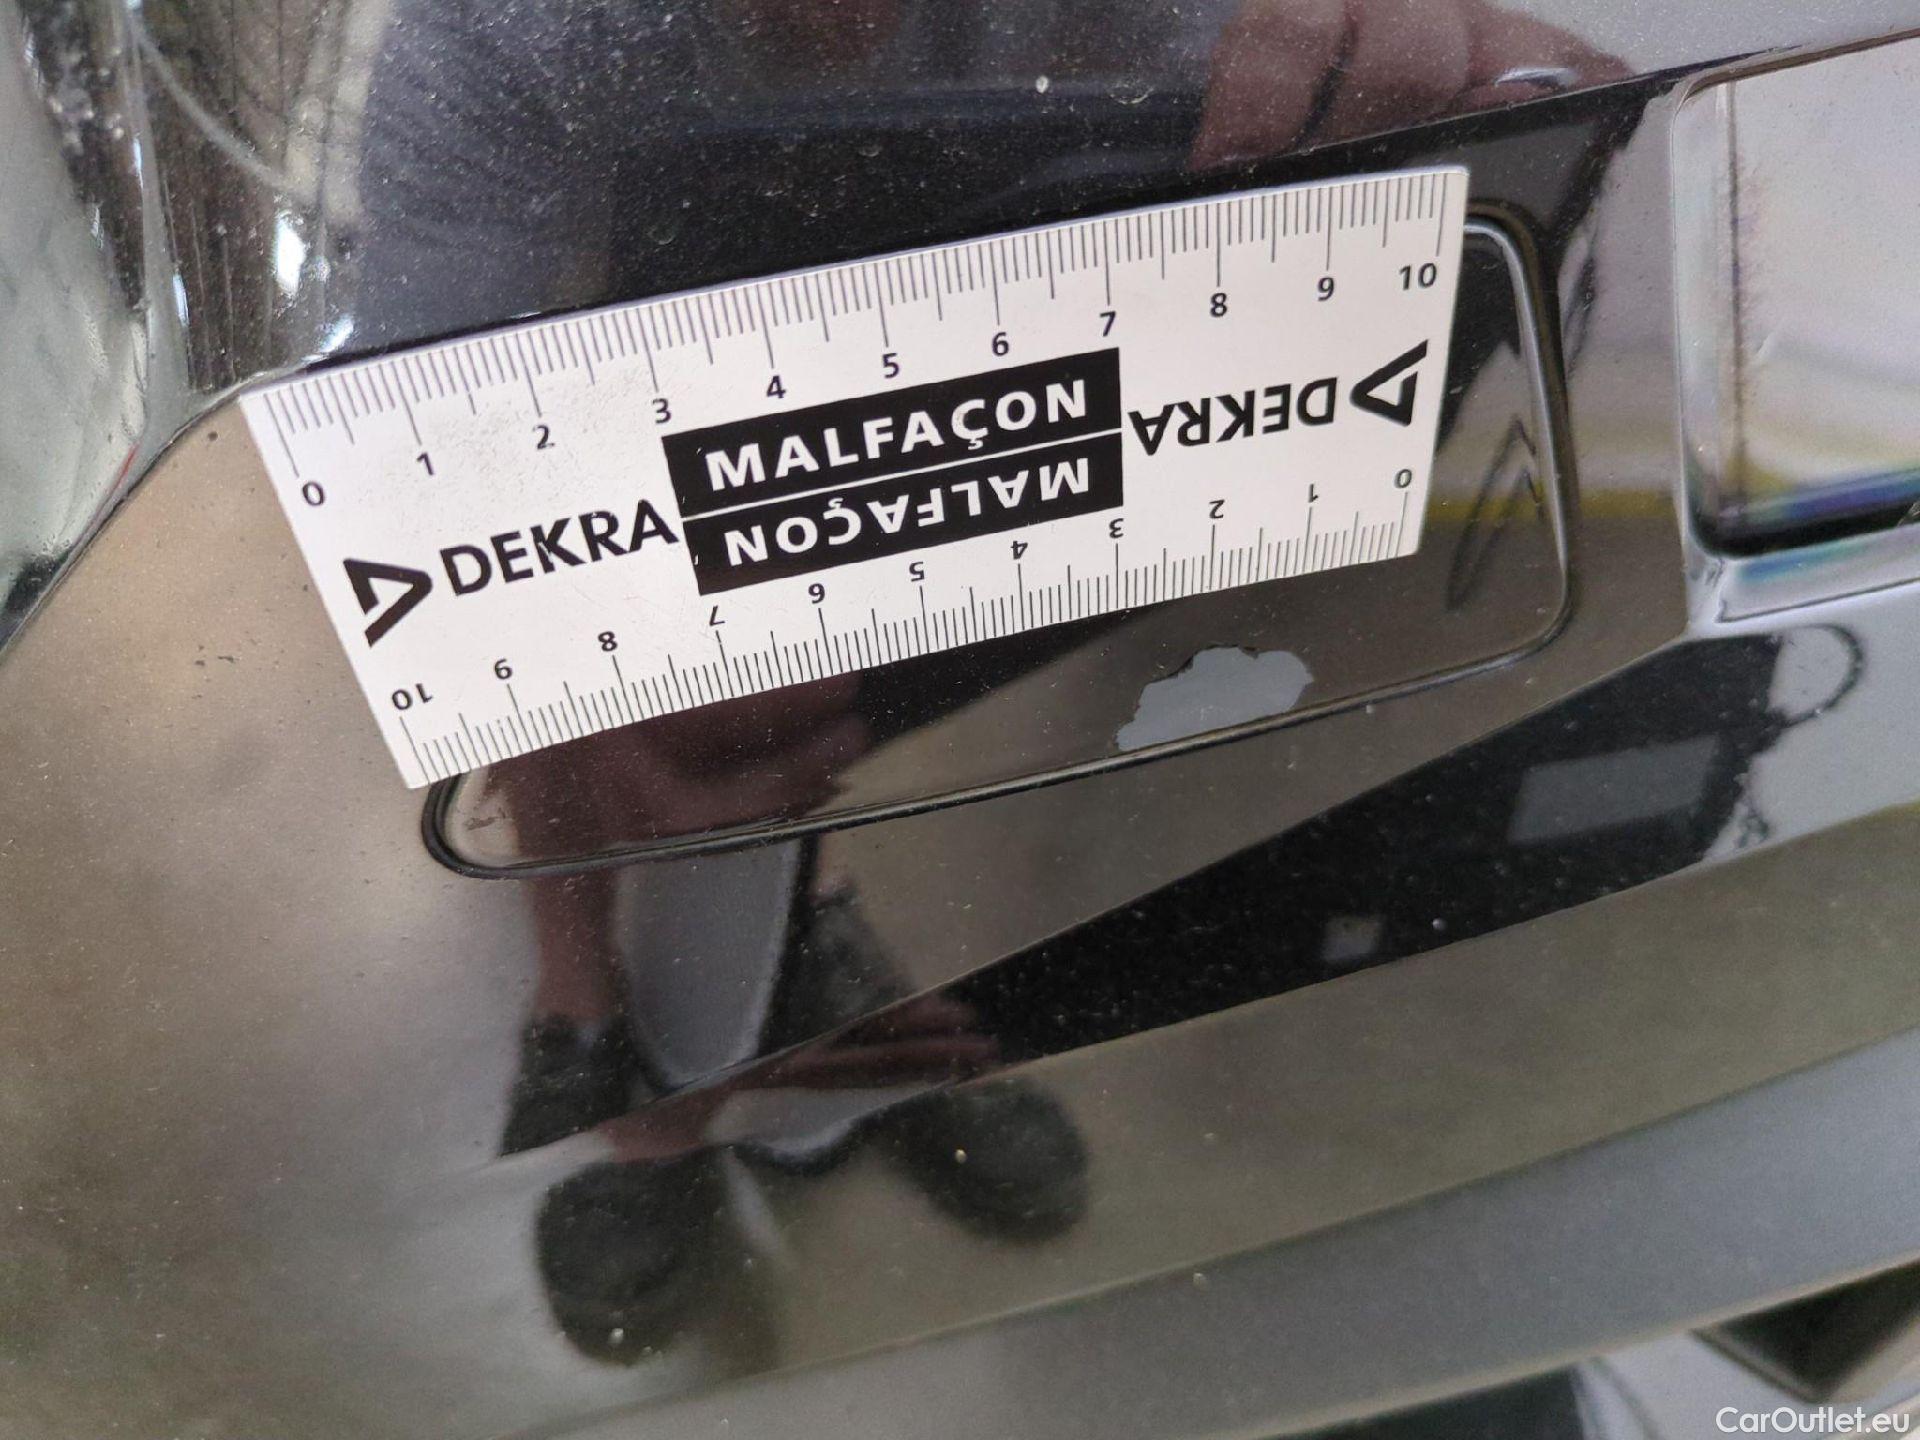 0 1 2 3 4 5 6 7 8 9 10
DEKRA
MALFAÇON
DEKRA
MALFAÇON
10 9 8 7 6 5 4 3 2 1 0
CarOutlet.eu